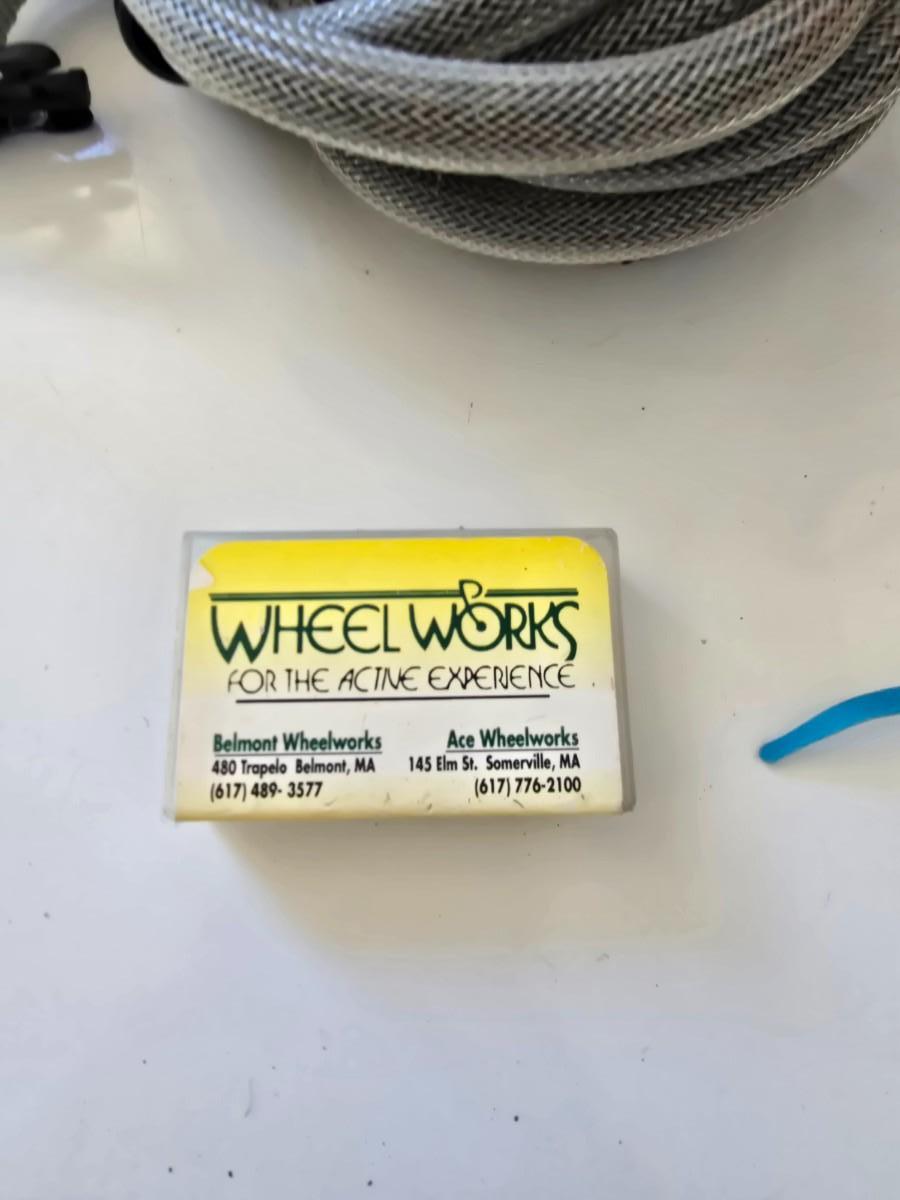 WHEEL WORKS
FOR THE ACTIVE EXPERIENCE
Belmont Wheelworks
480 Trapelo Belmont, MA
(617) 489- 3577
Ace Wheelworks
145 Elm St. Somerville, MA
(617) 776-2100